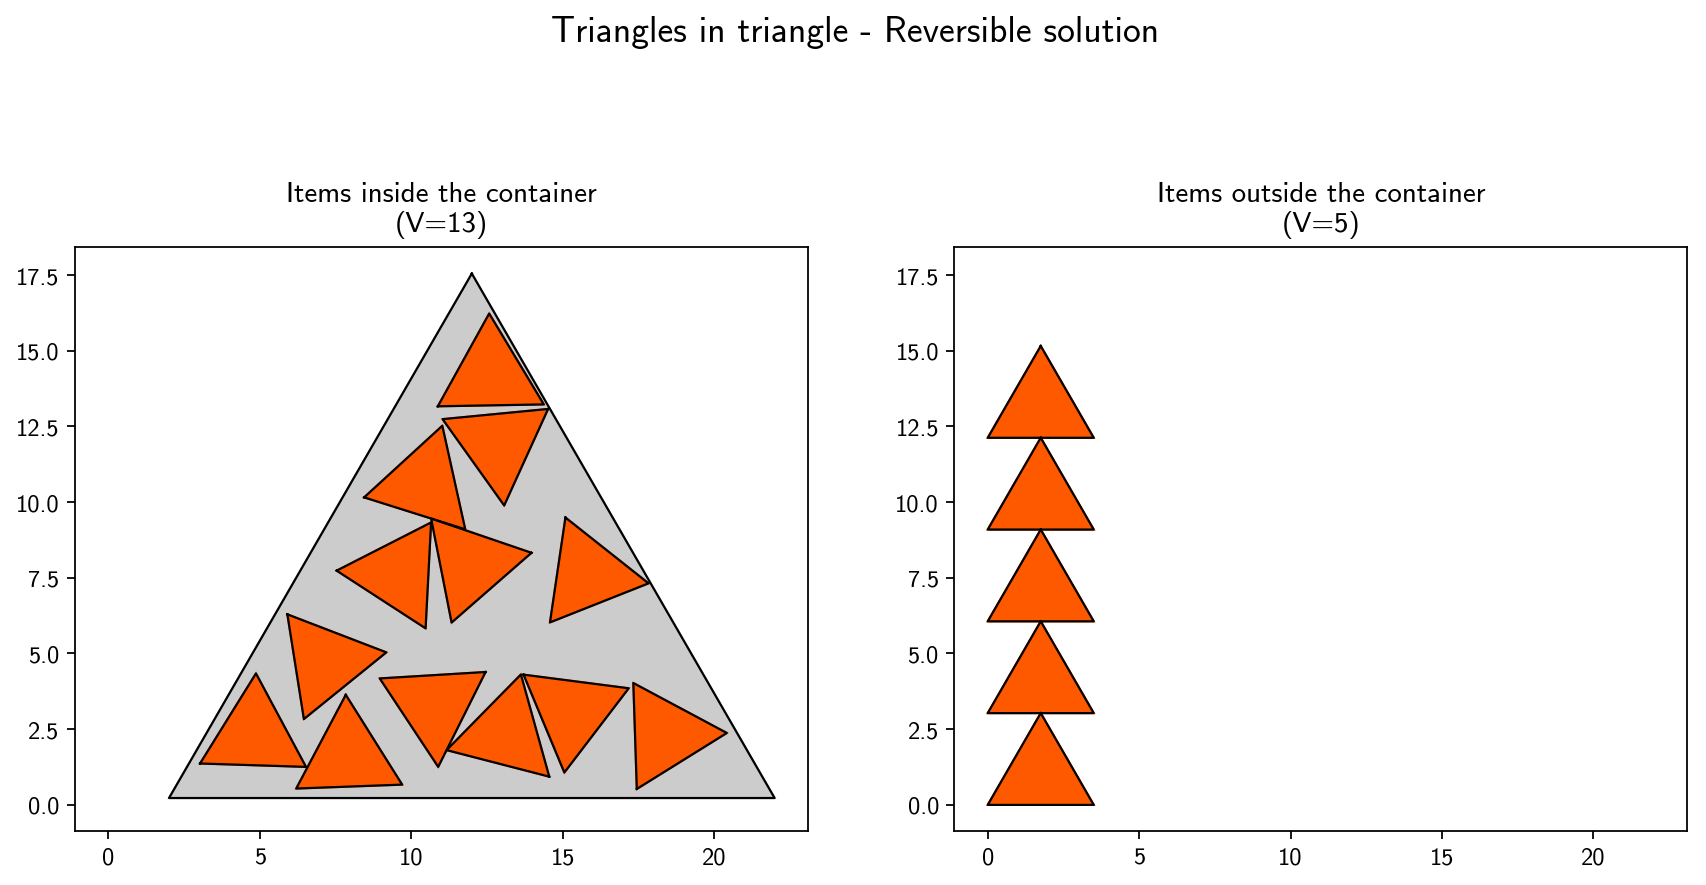 Triangles in triangle - Reversible solution
Items inside the container
(V=13)
17.5
15.0
12.5
10.0
7.5
5.0
2.5
0.0
0 5 10 15 20
Items outside the container
(V=5)
17.5
15.0
12.5
10.0
7.5
5.0
2.5
0.0
0 5 10 15 20